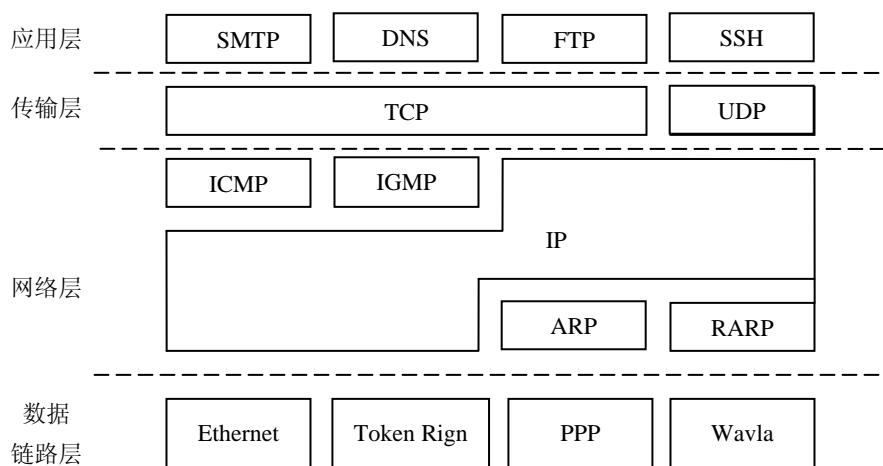 应用层 SMTP DNS FTP SSH
传输层 TCP UDP
ICMP IGMP
IP
网络层
ARP RARP
数据
链路层
Ethernet Token Rign PPP Wavla